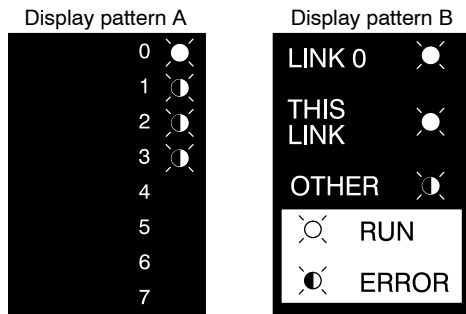 Display pattern A
0
1
2
3
4
5
6
7
Display pattern B
LINK 0
THIS
LINK
OTHER
RUN
ERROR